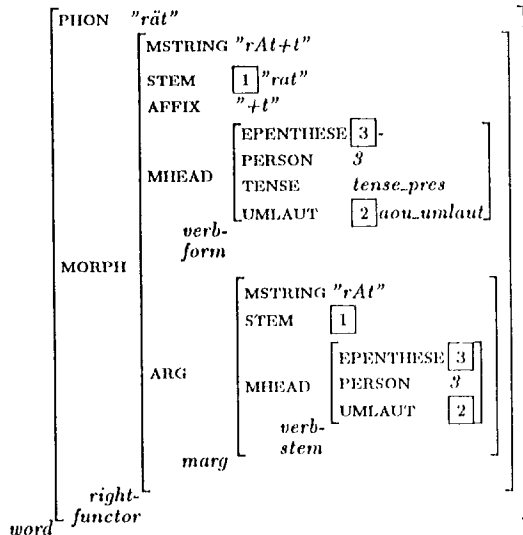 PHON "rät"
MSTRING "rAt+t"
STEM 1 "rat"
AFFIX "+t"
EPENTHESE 3 -
PERSON 3
MHEAD TENSE tense_pres
UMLAUT 2 aou_umlaut
verb-
form
MORPH
MSTRING "rAt"
STEM 1
EPENTHESE 3
ARG MHEAD PERSON 3
UMLAUT 2
verb-
stem
marg
right-
functor
word